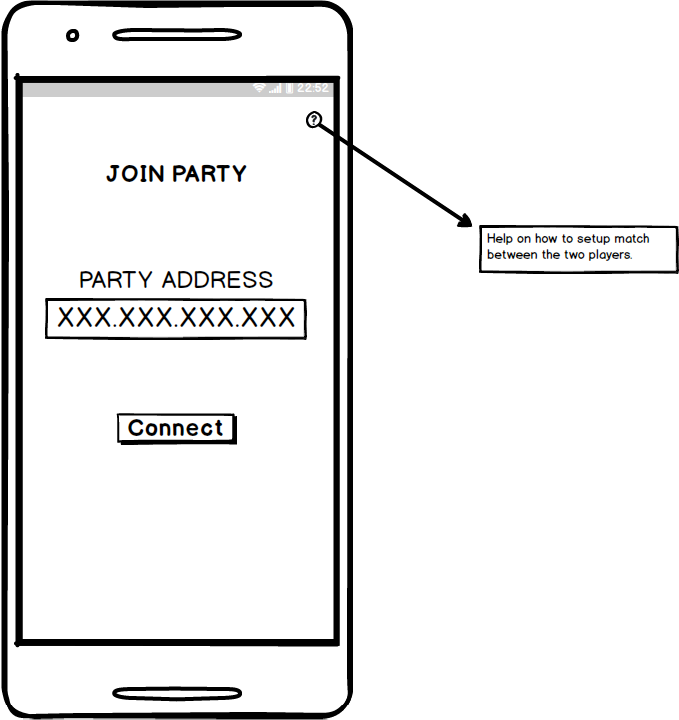 22:52
?
JOIN PARTY
Help on how to setup match
between the two players.
PARTY ADDRESS
XXX.XXX.XXX.XXX
Connect